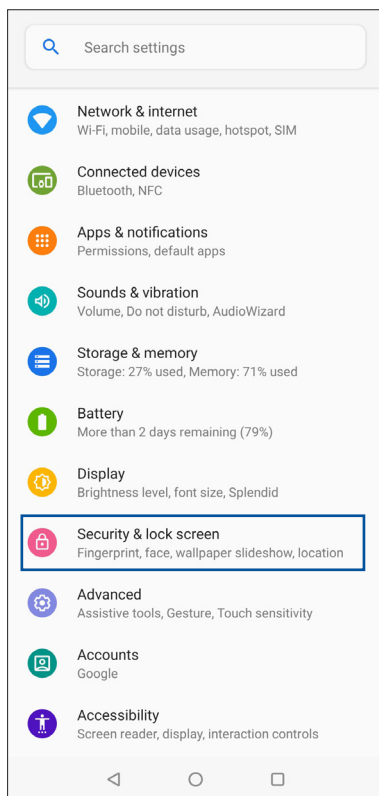 Search settings
Network & internet
Wi-Fi, mobile, data usage, hotspot, SIM
Connected devices
Bluetooth, NFC
Apps & notifications
Permissions, default apps
Sounds & vibration
Volume, Do not disturb, AudioWizard
Storage & memory
Storage: 27% used, Memory: 71% used
Battery
More than 2 days remaining (79%)
Display
Brightness level, font size, Splendid
Security & lock screen
Fingerprint, face, wallpaper slideshow, location
Advanced
Assistive tools, Gesture, Touch sensitivity
Accounts
Google
Accessibility
Screen reader, display, interaction controls